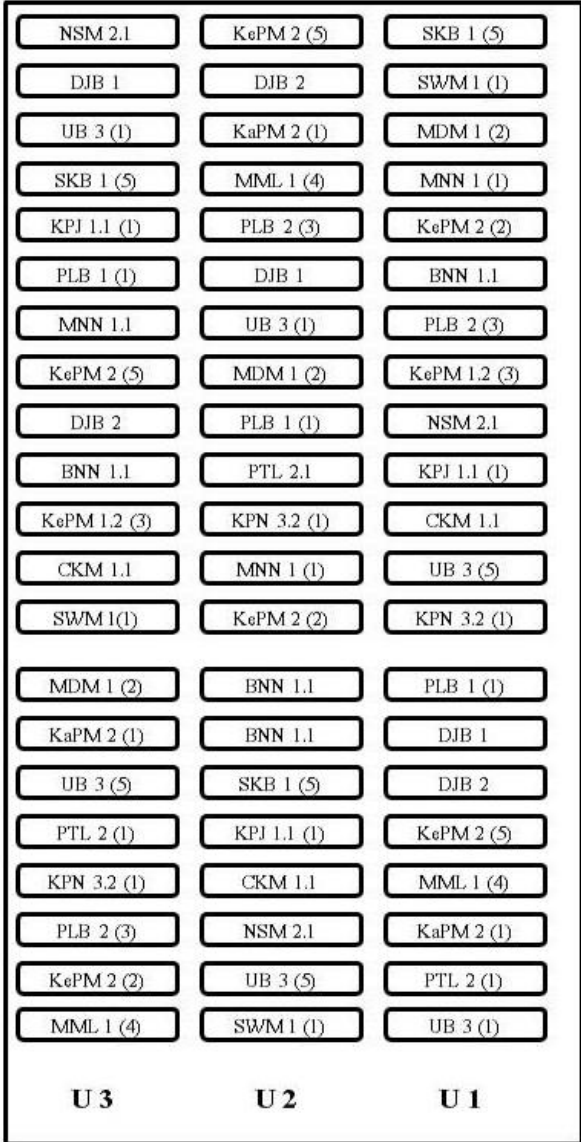 NSM 2.1 KePM 2 (5) SKB 1 (5)
DJB 1 DJB 2 SWM 1 (1)
UB 3 (1) KaPM 2 (1) MDM 1 (2)
SKB 1 (5) MML 1 (4) MNN 1 (1)
KPJ 1.1 (1) PLB 2 (3) KePM 2 (2)
PLB 1 (1) DJB 1 BNN 1.1
MNN 1.1 UB 3 (1) PLB 2 (3)
KePM 2 (5) MDM 1 (2) KePM 1.2 (3)
DJB 2 PLB 1 (1) NSM 2.1
BNN 1.1 PTL 2.1 KPJ 1.1 (1)
KePM 1.2 (3) KPN 3.2 (1) CKM 1.1
CKM 1.1 MNN 1 (1) UB 3 (5)
SWM 1(1) KePM 2 (2) KPN 3.2 (1)
MDM 1 (2) BNN 1.1 PLB 1 (1)
KaPM 2 (1) BNN 1.1 DJB 1
UB 3 (5) SKB 1 (5) DJB 2
PTL 2 (1) KPJ 1.1 (1) KePM 2 (5)
KPN 3.2 (1) CKM 1.1 MML 1 (4)
PLB 2 (3) NSM 2.1 KaPM 2 (1)
KePM 2 (2) UB 3 (5) PTL 2 (1)
MML 1 (4) SWM 1 (1) UB 3 (1)
U 3 U 2 U 1